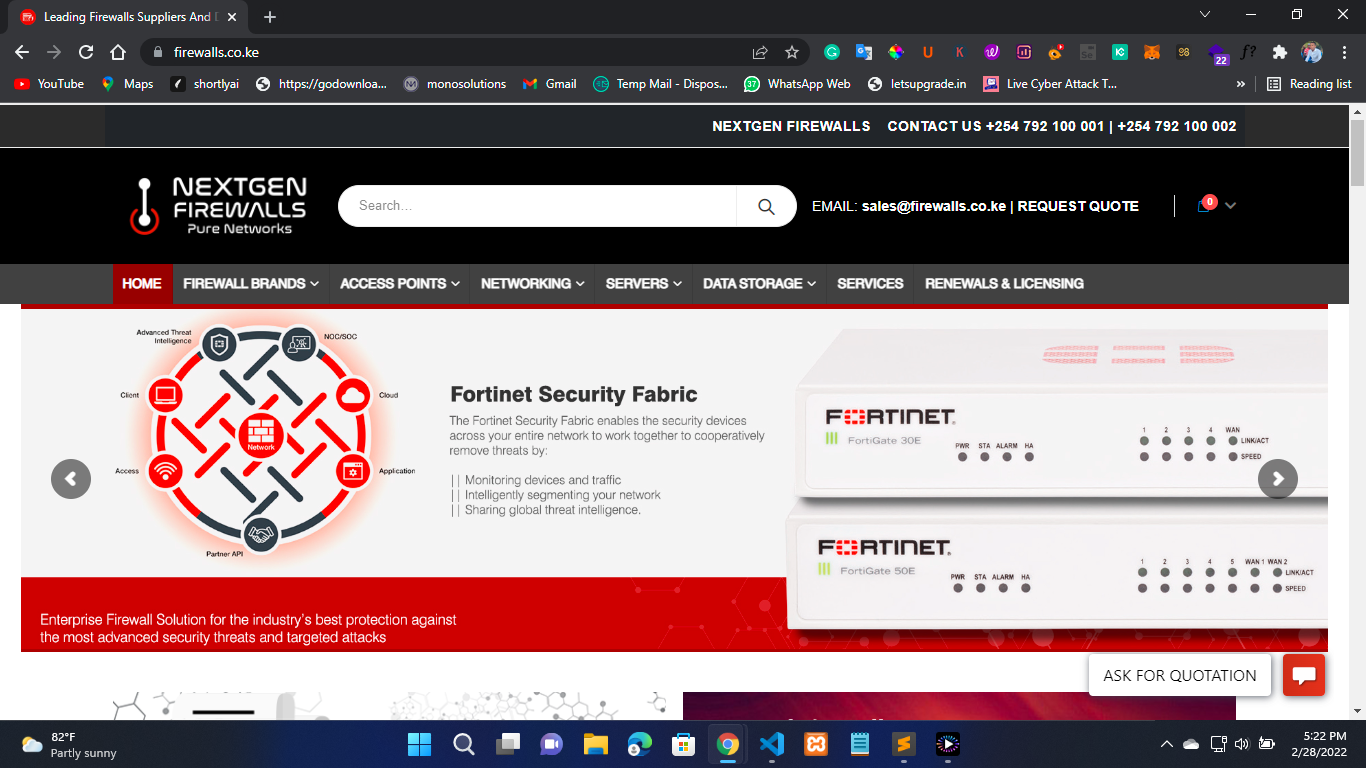 Leading Firewalls Suppliers And D
firewalls.co.ke
98
22
YouTube
Maps
shortlyai
https://godownloa...
monosolutions
Gmail
Temp Mail - Dispos...
37
WhatsApp Web
letsupgrade.in
Live Cyber Attack T...
»
Reading list
NEXTGEN FIREWALLS CONTACT US +254 792 100 001 | +254 792 100 002
NEXTGEN
FIREWALLS
Pure Networks
Search...
EMAIL: sales@firewalls.co.ke | REQUEST QUOTE
0
HOME
FIREWALL BRANDS
ACCESS POINTS
NETWORKING
SERVERS
DATA STORAGE
SERVICES
RENEWALS & LICENSING
Advanced Threat
Intelligence
NOC/SOC
Client
Cloud
Network
Access
Application
Partner API
Fortinet Security Fabric
The Fortinet Security Fabric enables the security devices
across your entire network to work together to cooperatively
remove threats by:
|| Monitoring devices and traffic
|| Intelligently segmenting your network
|| Sharing global threat intelligence.
FORTINET
FortiGate 30E
PWR STA ALARM HA
1 2 3 4 WAN
LINK/ACT
SPEED
FORTINET
FortiGate 50E
PWR STA ALARM HA
1 2 3 4 5 WAN 1 WAN 2
LINK/ACT
SPEED
Enterprise Firewall Solution for the industry's best protection against
the most advanced security threats and targeted attacks
ASK FOR QUOTATION
82°F
Partly sunny
5:22 PM
2/28/2022